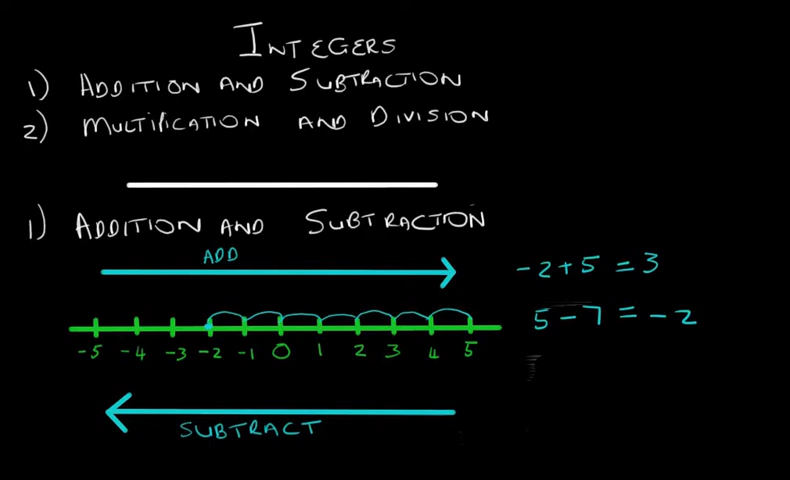 INTEGERS
1) ADDITION AND SUBTRACTION
2) MULTIPLICATION AND DIVISION
1) ADDITION AND SUBTRACTION
ADD
-2+5 = 3
5-7 = -2
-5 -4 -3 -2 -1 0 1 2 3 4 5
SUBTRACT